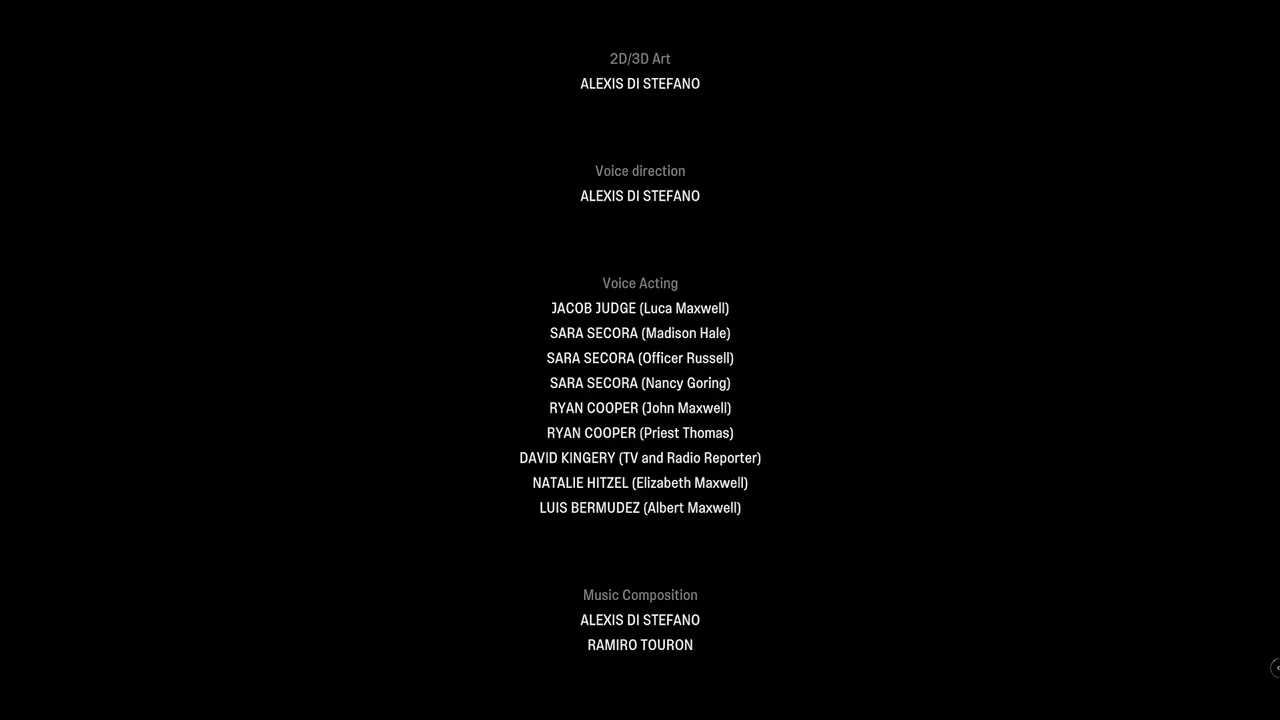 2D/3D Art
ALEXIS DI STEFANO
Voice direction
ALEXIS DI STEFANO
Voice Acting
JACOB JUDGE (Luca Maxwell)
SARA SECORA (Madison Hale)
SARA SECORA (Officer Russell)
SARA SECORA (Nancy Goring)
RYAN COOPER (John Maxwell)
RYAN COOPER (Priest Thomas)
DAVID KINGERY (TV and Radio Reporter)
NATALIE HITZEL (Elizabeth Maxwell)
LUIS BERMUDEZ (Albert Maxwell)
Music Composition
ALEXIS DI STEFANO
RAMIRO TOURON